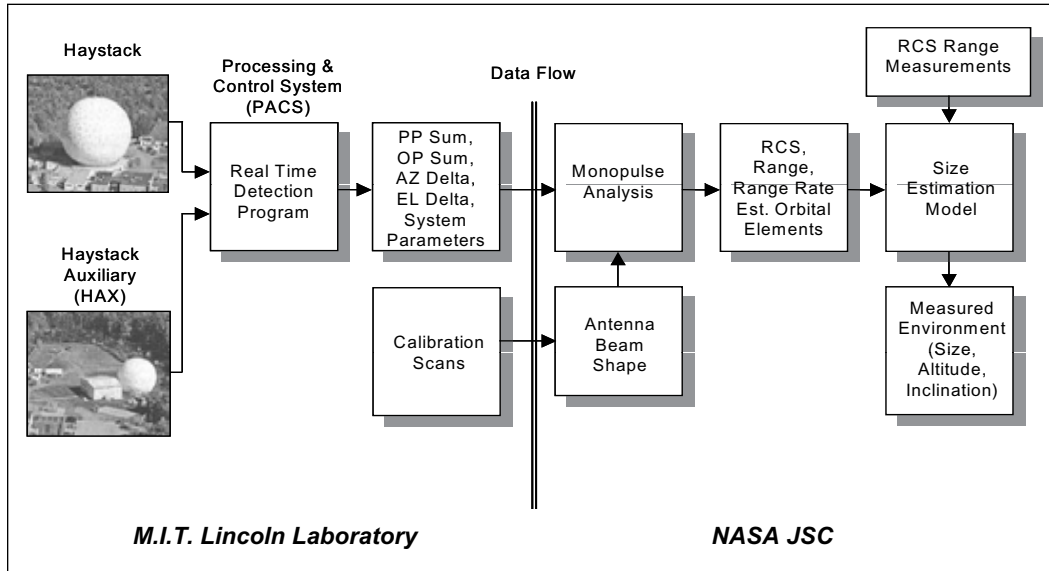 Haystack
Haystack
Auxiliary
(HAX)
Processing &
Control System
(PACS)
Real Time
Detection
Program
PP Sum,
OP Sum,
AZ Delta,
EL Delta,
System
Parameters
Calibration
Scans
Data Flow
Monopulse
Analysis
Antenna
Beam
Shape
RCS,
Range,
Range Rate
Est. Orbital
Elements
RCS Range
Measurements
Size
Estimation
Model
Measured
Environment
(Size,
Altitude,
Inclination)
M.I.T. Lincoln Laboratory
NASA JSC